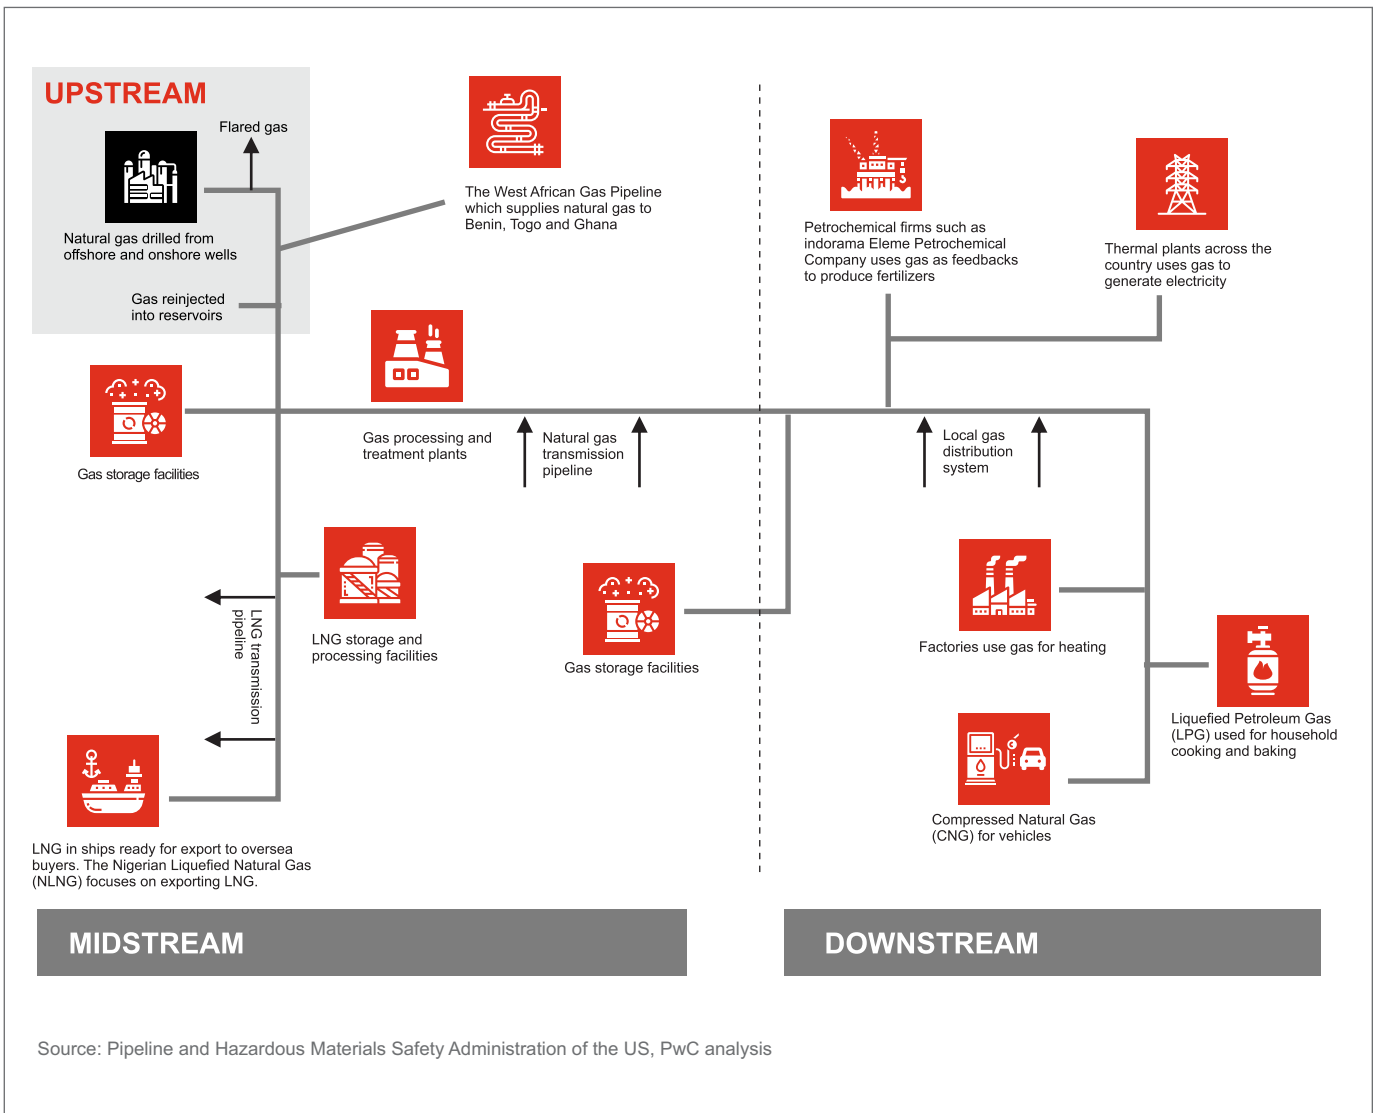 UPSTREAM
Flared gas
Natural gas drilled from
offshore and onshore wells
Gas reinjected
into reservoirs
The West African Gas Pipeline
which supplies natural gas to
Benin, Togo and Ghana
Petrochemical firms such as
indorama Eleme Petrochemical
Company uses gas as feedbacks
to produce fertilizers
Thermal plants across the
country uses gas to
generate electricity
Gas storage facilities
Gas processing and
treatment plants
Natural gas
transmission
pipeline
Local gas
distribution
system
LNG transmission
pipeline
LNG storage and
processing facilities
Gas storage facilities
Factories use gas for heating
Liquefied Petroleum Gas
(LPG) used for household
cooking and baking
Compressed Natural Gas
(CNG) for vehicles
LNG in ships ready for export to oversea
buyers. The Nigerian Liquefied Natural Gas
(NLNG) focuses on exporting LNG.
MIDSTREAM
DOWNSTREAM
Source: Pipeline and Hazardous Materials Safety Administration of the US, PwC analysis